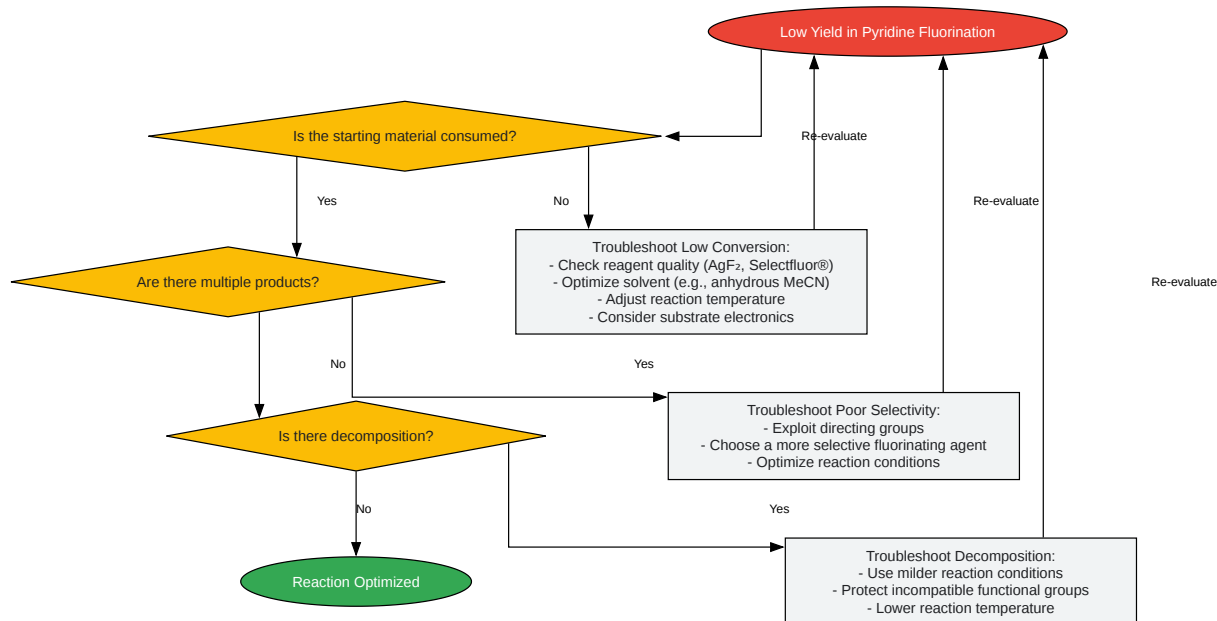 Low Yield in Pyridine Fluorination
Is the starting material consumed?
Re-evaluate
Yes
No
Re-evaluate
Troubleshoot Low Conversion:
- Check reagent quality (AgF₂, Selectfluor®)
- Optimize solvent (e.g., anhydrous MeCN)
- Adjust reaction temperature
- Consider substrate electronics
Are there multiple products?
Re-evaluate
No
Yes
Troubleshoot Poor Selectivity:
- Exploit directing groups
- Choose a more selective fluorinating agent
- Optimize reaction conditions
Is there decomposition?
No
Yes
Troubleshoot Decomposition:
- Use milder reaction conditions
- Protect incompatible functional groups
- Lower reaction temperature
Reaction Optimized